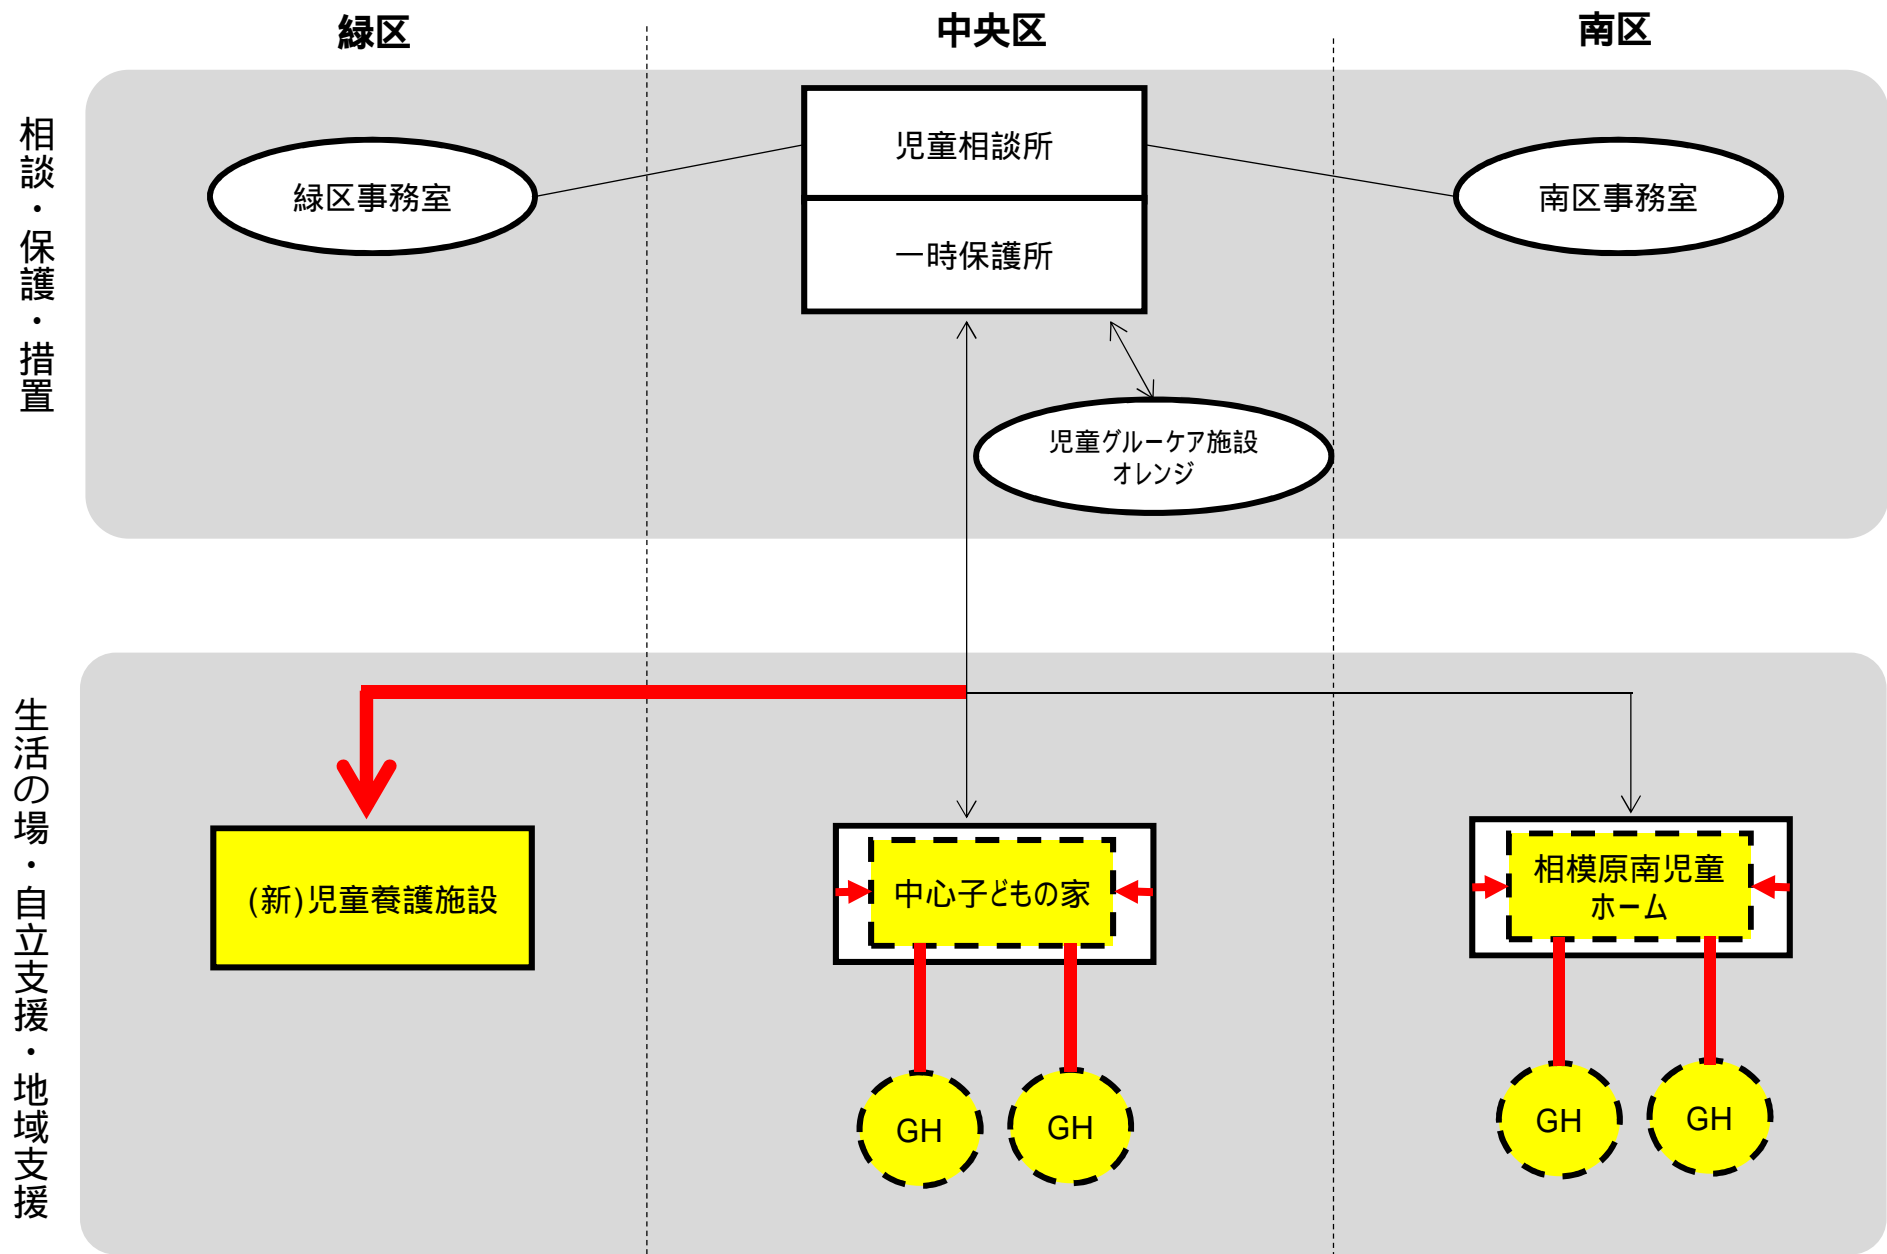 緑区
中央区
南区
相談・保護・措置
児童相談所
緑区事務室
南区事務室
一時保護所
児童グルーケア施設
オレンジ
生活の場・自立支援・地域支援
(新)児童養護施設
中心子どもの家
相模原南児童
ホーム
GH
GH
GH
GH